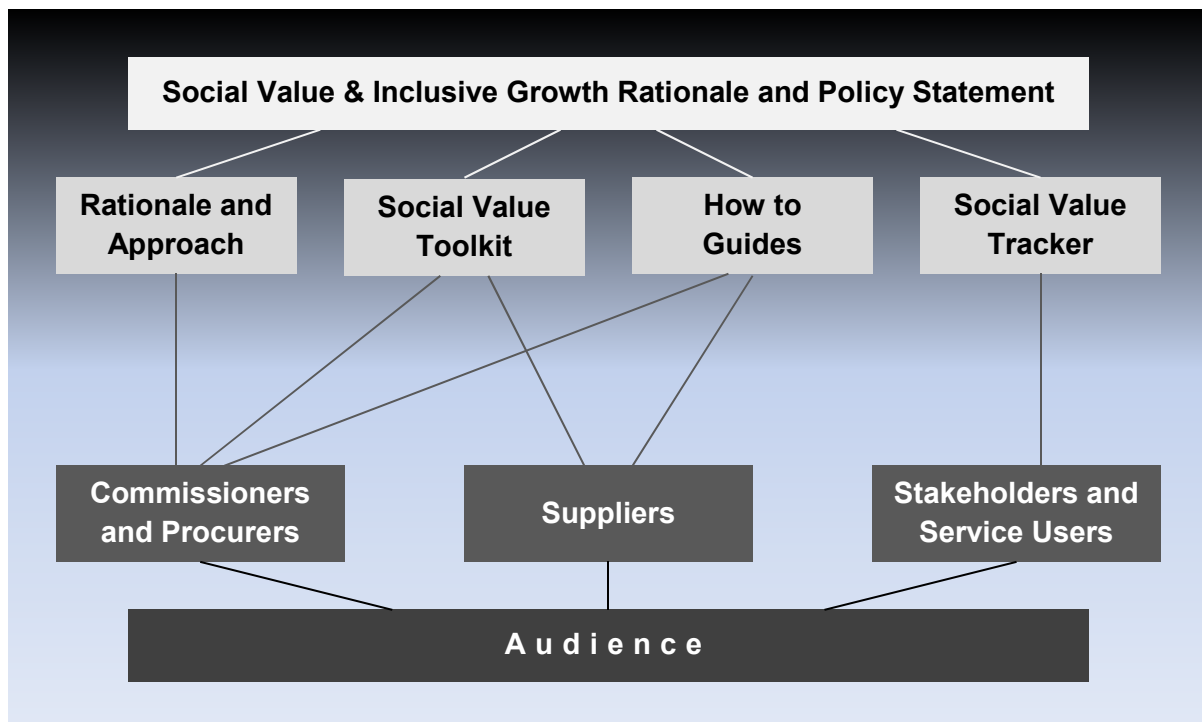 Social Value & Inclusive Growth Rationale and Policy Statement
Rationale and
Approach
Social Value
Toolkit
How to
Guides
Social Value
Tracker
Commissioners
and Procurers
Suppliers
Stakeholders and
Service Users
Audience